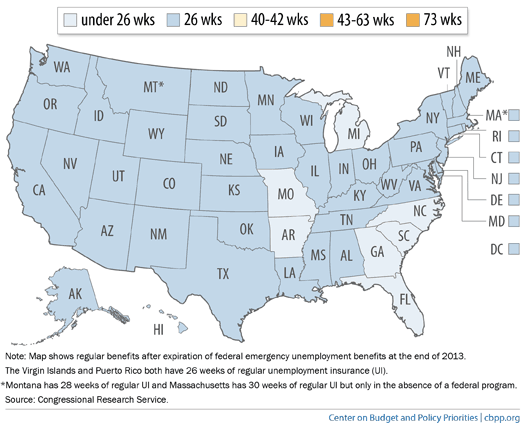 under 26 wks 26 wks 40-42 wks 43-63 wks 73 wks
NH
WA VT ME
MT* ND
MN
OR MA*
ID SD WI NY
MI RI
WY
IA PA CT
NE
NV OH NJ
IL IN
UT CO WV VA DE
CA KS MO KY
MD
NC
TN
AZ OK DC
NM AR SC
MS AL GA
TX LA
AK FL
HI
Note: Map shows regular benefits after expiration of federal emergency unemployment benefits at the end of 2013.
The Virgin Islands and Puerto Rico both have 26 weeks of regular unemployment insurance (UI).
*Montana has 28 weeks of regular UI and Massachusetts has 30 weeks of regular UI but only in the absence of a federal program.
Source: Congressional Research Service.
Center on Budget and Policy Priorities | cbpp.org